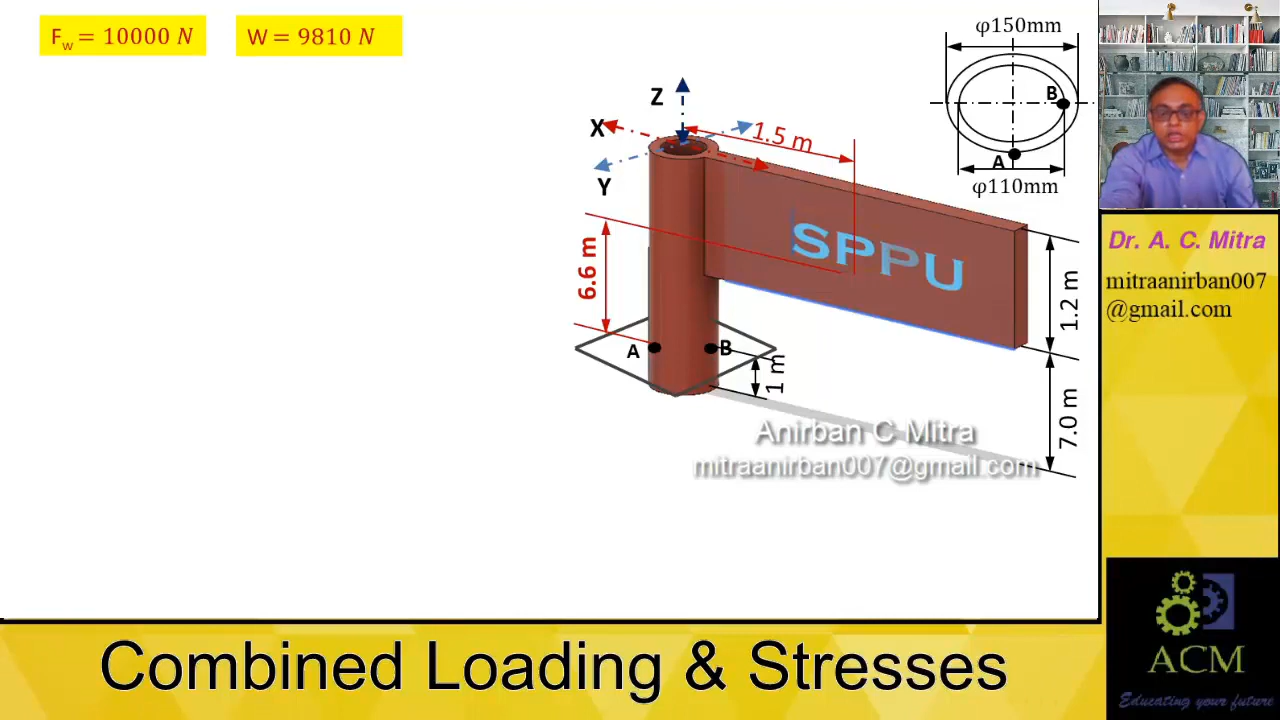 F_w = 10000 N
W = 9810 N
φ150mm
B
A
φ110mm
Z
X
Y
1.5 m
SPPU
6.6 m
1.2 m
A
B
1 m
7.0 m
Anirban C Mitra
mitraanirban007@gmail.com
Dr. A. C. Mitra
mitraanirban007
@gmail.com
ACM
Educating your future
Combined Loading & Stresses